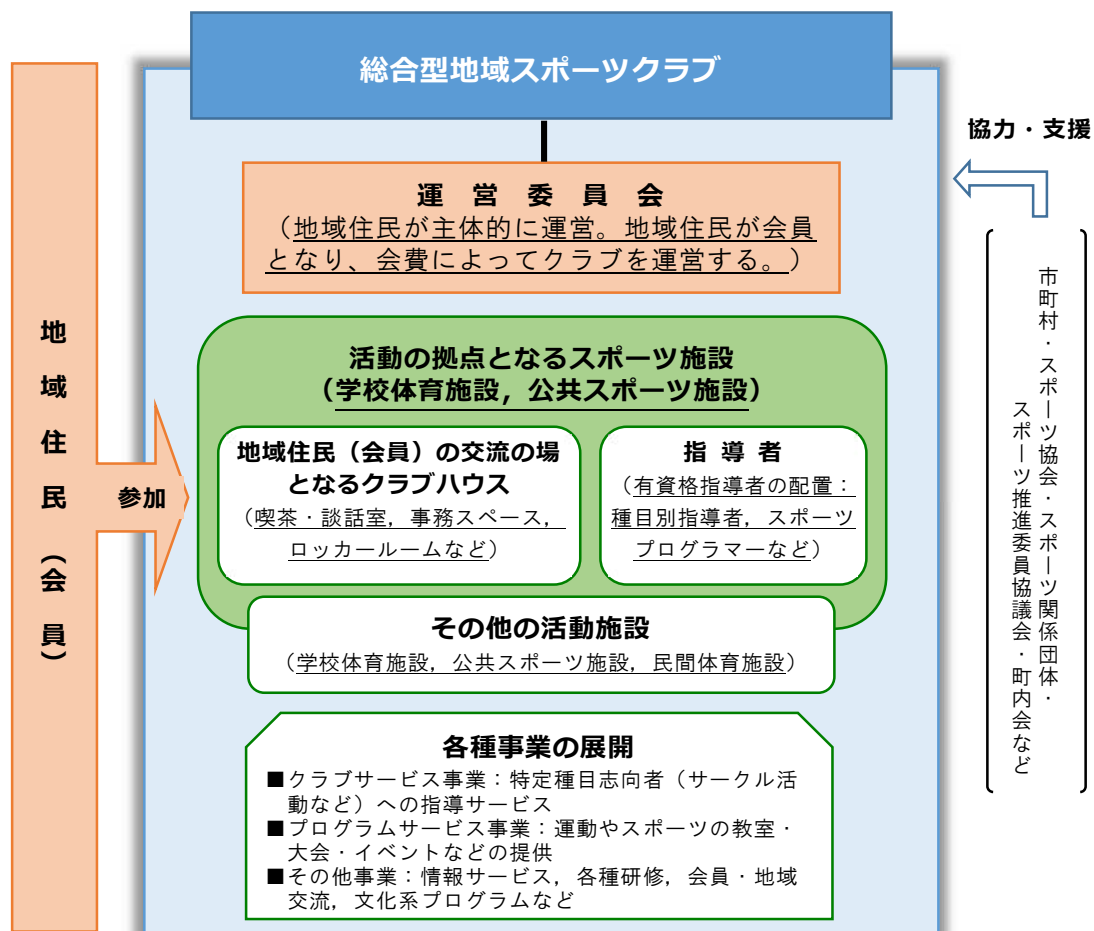 総合型地域スポーツクラブ
協力・支援
運営委員会
（地域住民が主体的に運営。地域住民が会員
となり、会費によってクラブを運営する。）
地域住民（会員）
参加
活動の拠点となるスポーツ施設
（学校体育施設，公共スポーツ施設）
地域住民（会員）の交流の場
となるクラブハウス
（喫茶・談話室，事務スペース，
ロッカールームなど）
指導者
（有資格指導者の配置：
種目別指導者，スポーツ
プログラマーなど）
市町村・スポーツ協会・スポーツ関係団体・
スポーツ推進委員協議会・町内会など
その他の活動施設
（学校体育施設，公共スポーツ施設，民間体育施設）
各種事業の展開
■クラブサービス事業：特定種目志向者（サークル活
動など）への指導サービス
■プログラムサービス事業：運動やスポーツの教室・
大会・イベントなどの提供
■その他事業：情報サービス，各種研修，会員・地域
交流，文化系プログラムなど